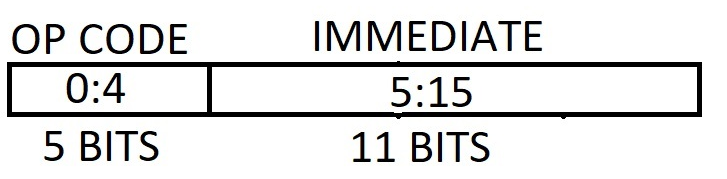 OP CODE IMMEDIATE
0:4 5:15
5 BITS 11 BITS